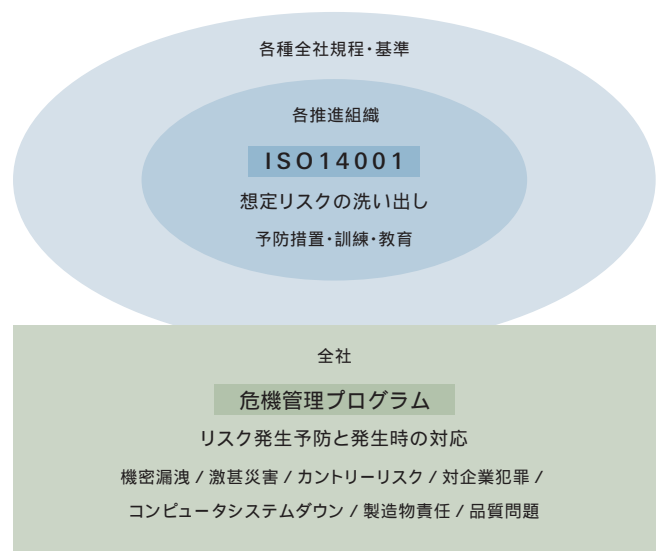 各種全社規程・基準
各推進組織
ISO14001
想定リスクの洗い出し
予防措置・訓練・教育
全社
危機管理プログラム
リスク発生予防と発生時の対応
機密漏洩 / 激甚災害 / カントリーリスク / 対企業犯罪 /
コンピュータシステムダウン / 製造物責任 / 品質問題